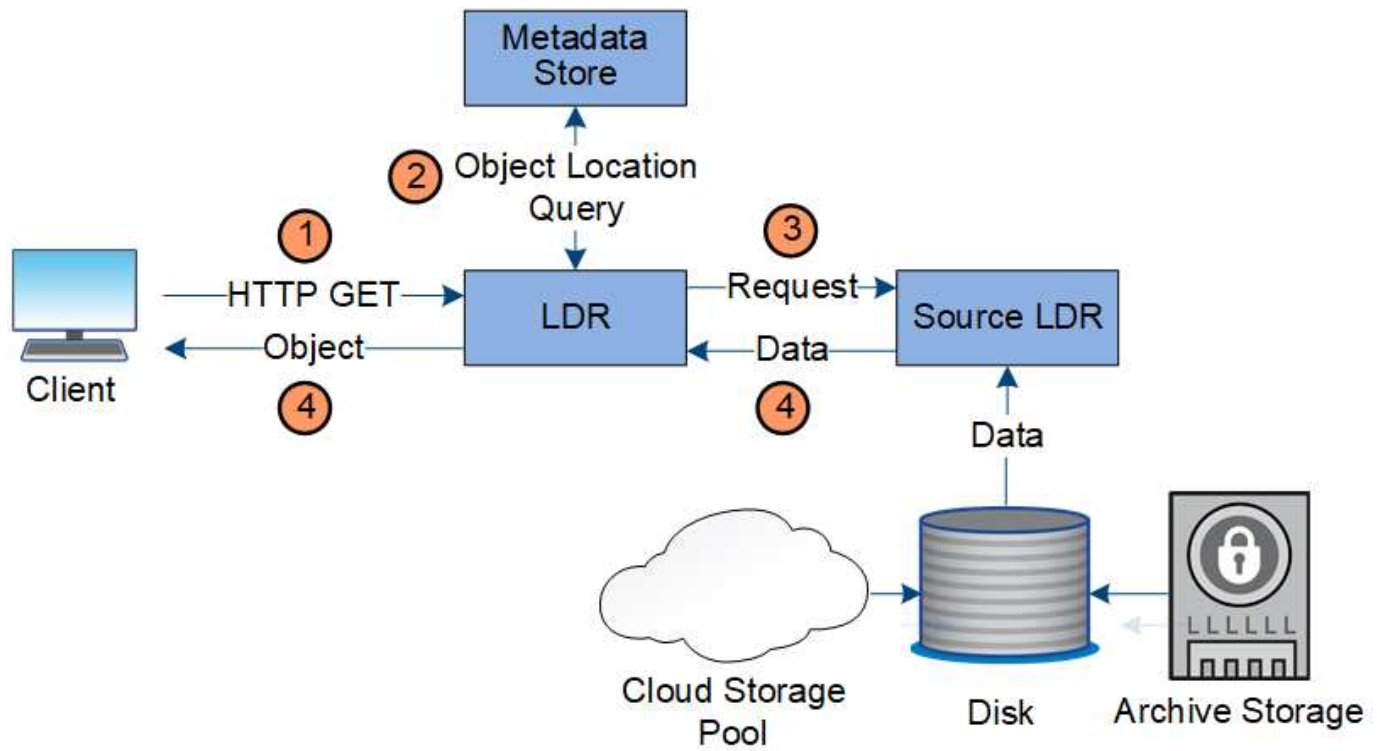 Metadata
Store
2
Object Location
Query
1
3
HTTP GET
LDR
Request
Source LDR
Object
Data
Client
4
4
Data
LLLLLL
Cloud Storage
Pool
Disk
Archive Storage